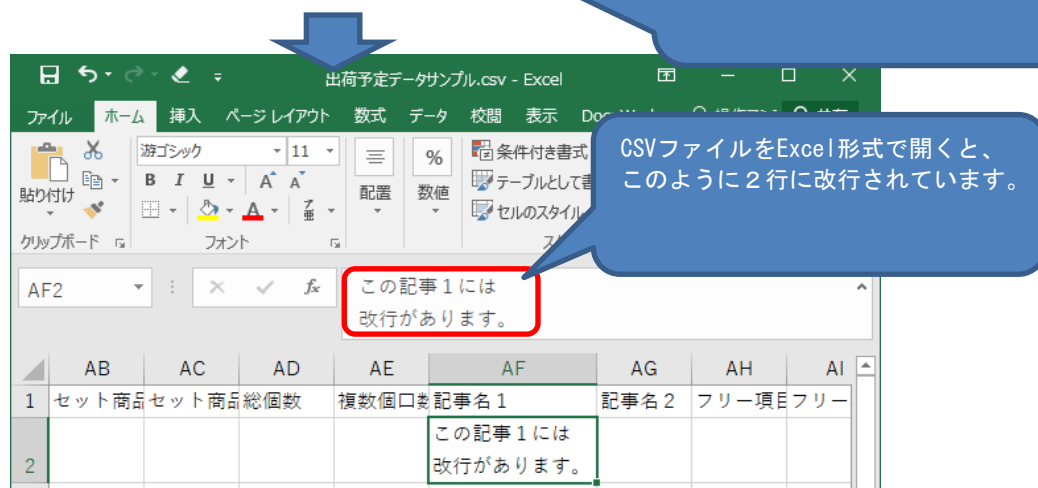 出荷予定データサンプル.csv - Excel
ファイル ホーム 挿入 ページ レイアウト 数式 データ 校閲 表示
CSVファイルをExcel形式で開くと、
このように２行に改行されています。
游ゴシック 11
条件付き書式
貼り付け
B I U A A
配置 数値
テーブルとして書
A 亜
セルのスタイル
クリップボード フォント
AF2 fx この記事１には
改行があります。
AB AC AD AE AF AG AH AI
1 セット商品 セット商品 総個数 複数個口数 記事名１ 記事名２ フリー項目 フリー
この記事１には
2 改行があります。